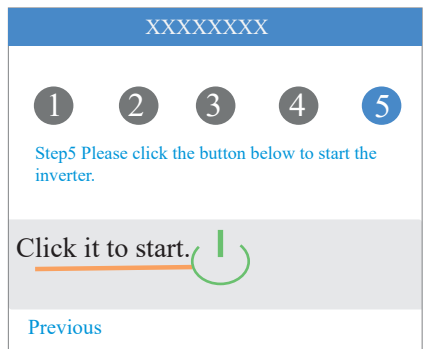 XXXXXXXX
1 2 3 4 5
Step5 Please click the button below to start the
inverter.
Click it to start.
Previous